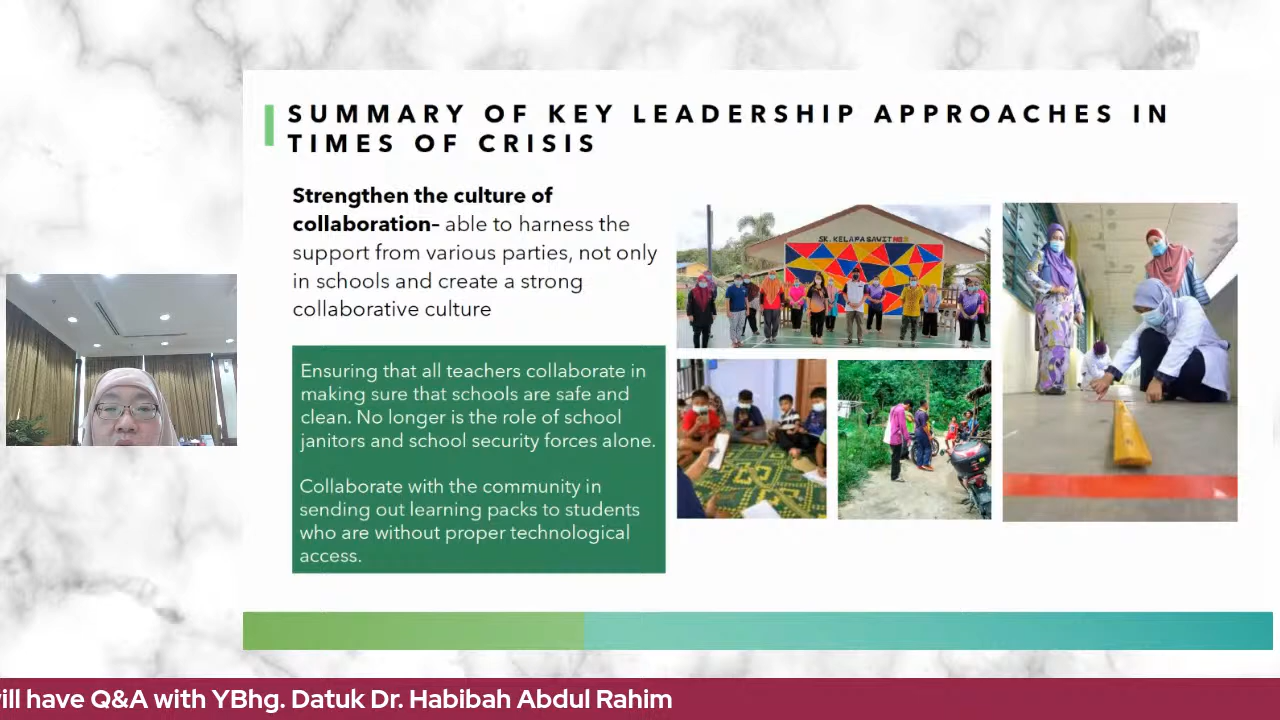 SUMMARY OF KEY LEADERSHIP APPROACHES IN
TIMES OF CRISIS
Strengthen the culture of
collaboration– able to harness the
support from various parties, not only
in schools and create a strong
collaborative culture
Ensuring that all teachers collaborate in
making sure that schools are safe and
clean. No longer is the role of school
janitors and school security forces alone.
Collaborate with the community in
sending out learning packs to students
who are without proper technological
access.
SK. KELAPA SAWIT
will have Q&A with YBhg. Datuk Dr. Habibah Abdul Rahim